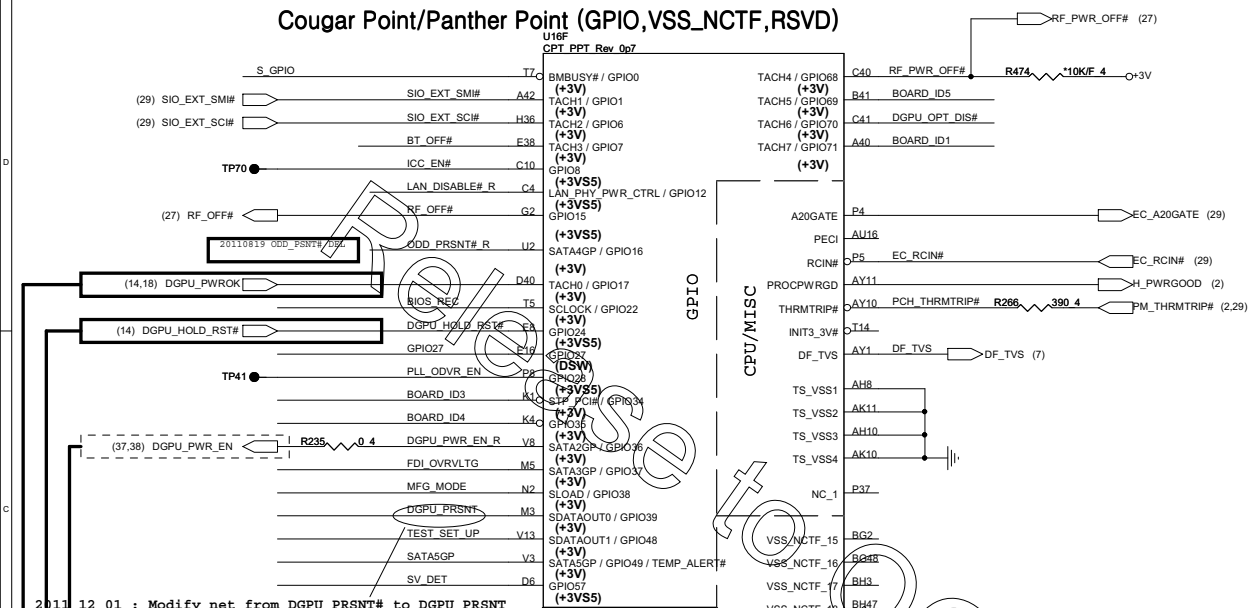 Cougar Point/Panther Point (GPIO,VSS_NCTF,RSVD)
U16F
CPT_PPT_Rev_0p7
RF_PWR_OFF# (27)
S_GPIO T7 BMBUSY# / GPIO0 TACH4 / GPIO68 C40 RF_PWR_OFF# R474 *10K/F_4 +3V
(+3V) (+3V)
(29) SIO_EXT_SMI# SIO_EXT_SMI# A42 TACH1 / GPIO1 TACH5 / GPIO69 B41 BOARD_ID5
(+3V) (+3V)
(29) SIO_EXT_SCI# SIO_EXT_SCI# H36 TACH2 / GPIO6 TACH6 / GPIO70 C41 DGPU_OPT_DIS#
(+3V) (+3V)
BT_OFF# E38 TACH3 / GPIO7 TACH7 / GPIO71 A40 BOARD_ID1
(+3V) (+3V)
D
TP70 ICC_EN# C10 GPIO8
(+3VS5)
LAN_DISABLE#_R C4 LAN_PHY_PWR_CTRL / GPIO12
(+3VS5)
(27) RF_OFF# RF_OFF# G2 GPIO15 A20GATE P4 EC_A20GATE (29)
(+3VS5)
20110819 ODD_PSNT#_DEL ODD_PRSNT#_R U2 SATA4GP / GPIO16 PECI AU16
(+3V)
RCIN# P5 EC_RCIN# EC_RCIN# (29)
(14,18) DGPU_PWROK D40 TACH0 / GPIO17 PROCPWRGD AY11 H_PWRGOOD (2)
(+3V)
BIOS_REC T5 SCLOCK / GPIO22 THRMTRIP# AY10 PCH_THRMTRIP# R266 390_4 PM_THRMTRIP# (2,29)
(+3V)
(14) DGPU_HOLD_RST# DGPU_HOLD_RST# E8 GPIO24 INIT3_3V# T14
(+3VS5)
GPIO27 E16 GPIO27 DF_TVS AY1 DF_TVS DF_TVS (7)
(DSW)
TP41 PLL_ODVR_EN P8 GPIO28
(+3VS5)
GPIO
CPU/MISC
BOARD_ID3 K1 STP_PCI# / GPIO34 TS_VSS1 AH8
(+3V)
BOARD_ID4 K4 GPIO35 TS_VSS2 AK11
(+3V)
(37,38) DGPU_PWR_EN R235 0_4 DGPU_PWR_EN_R V8 SATA2GP / GPIO36 TS_VSS3 AH10
(+3V)
FDI_OVRVLTG M5 SATA3GP / GPIO37 TS_VSS4 AK10
(+3V)
MFG_MODE N2 SLOAD / GPIO38 NC_1 P37
(+3V)
C
DGPU_PRSNT M3 SDATAOUT0 / GPIO39
(+3V)
TEST_SET_UP V13 SDATAOUT1 / GPIO48 VSS_NCTF_15 BG2
(+3V)
SATA5GP V3 SATA5GP / GPIO49 / TEMP_ALERT# VSS_NCTF_16 BG48
(+3V)
SV_DET D6 GPIO57 VSS_NCTF_17 BH3
(+3VS5)
2011_12_01 : Modify net from DGPU_PRSNT# to DGPU_PRSNT BH47
Release to